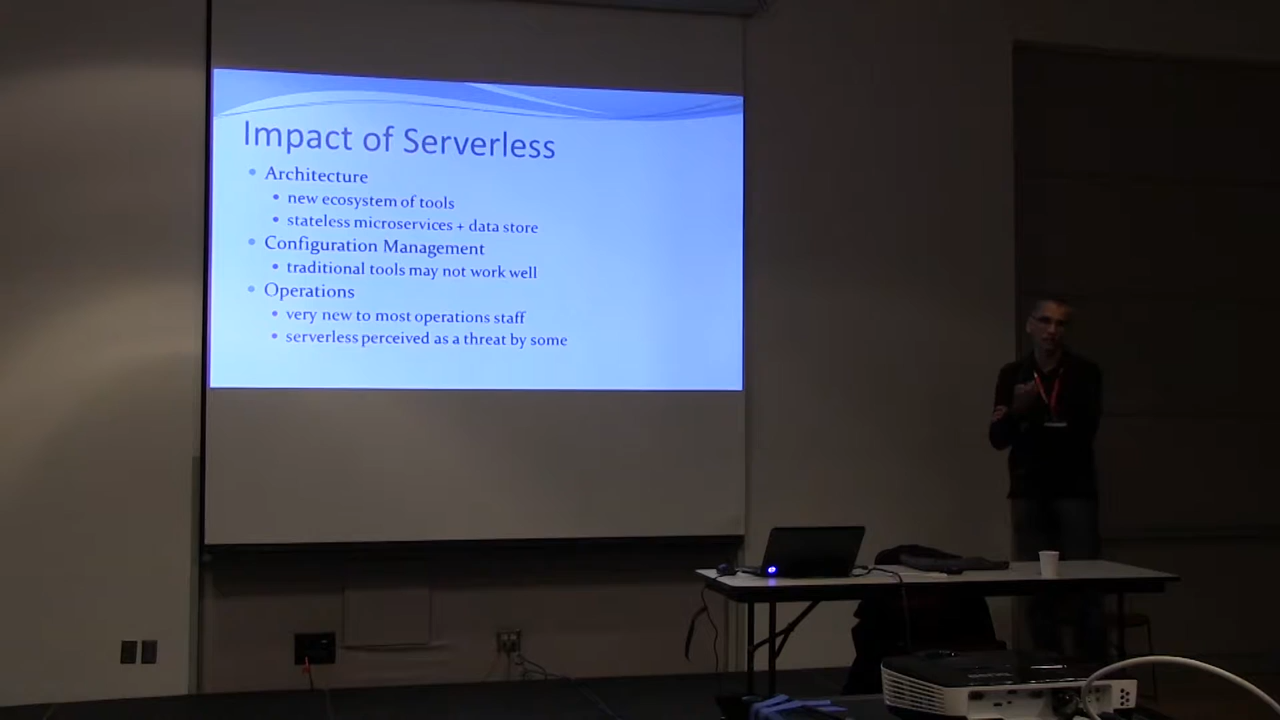 Impact of Serverless
Architecture
new ecosystem of tools
stateless microservices + data store
Configuration Management
traditional tools may not work well
Operations
very new to most operations staff
serverless perceived as a threat by some